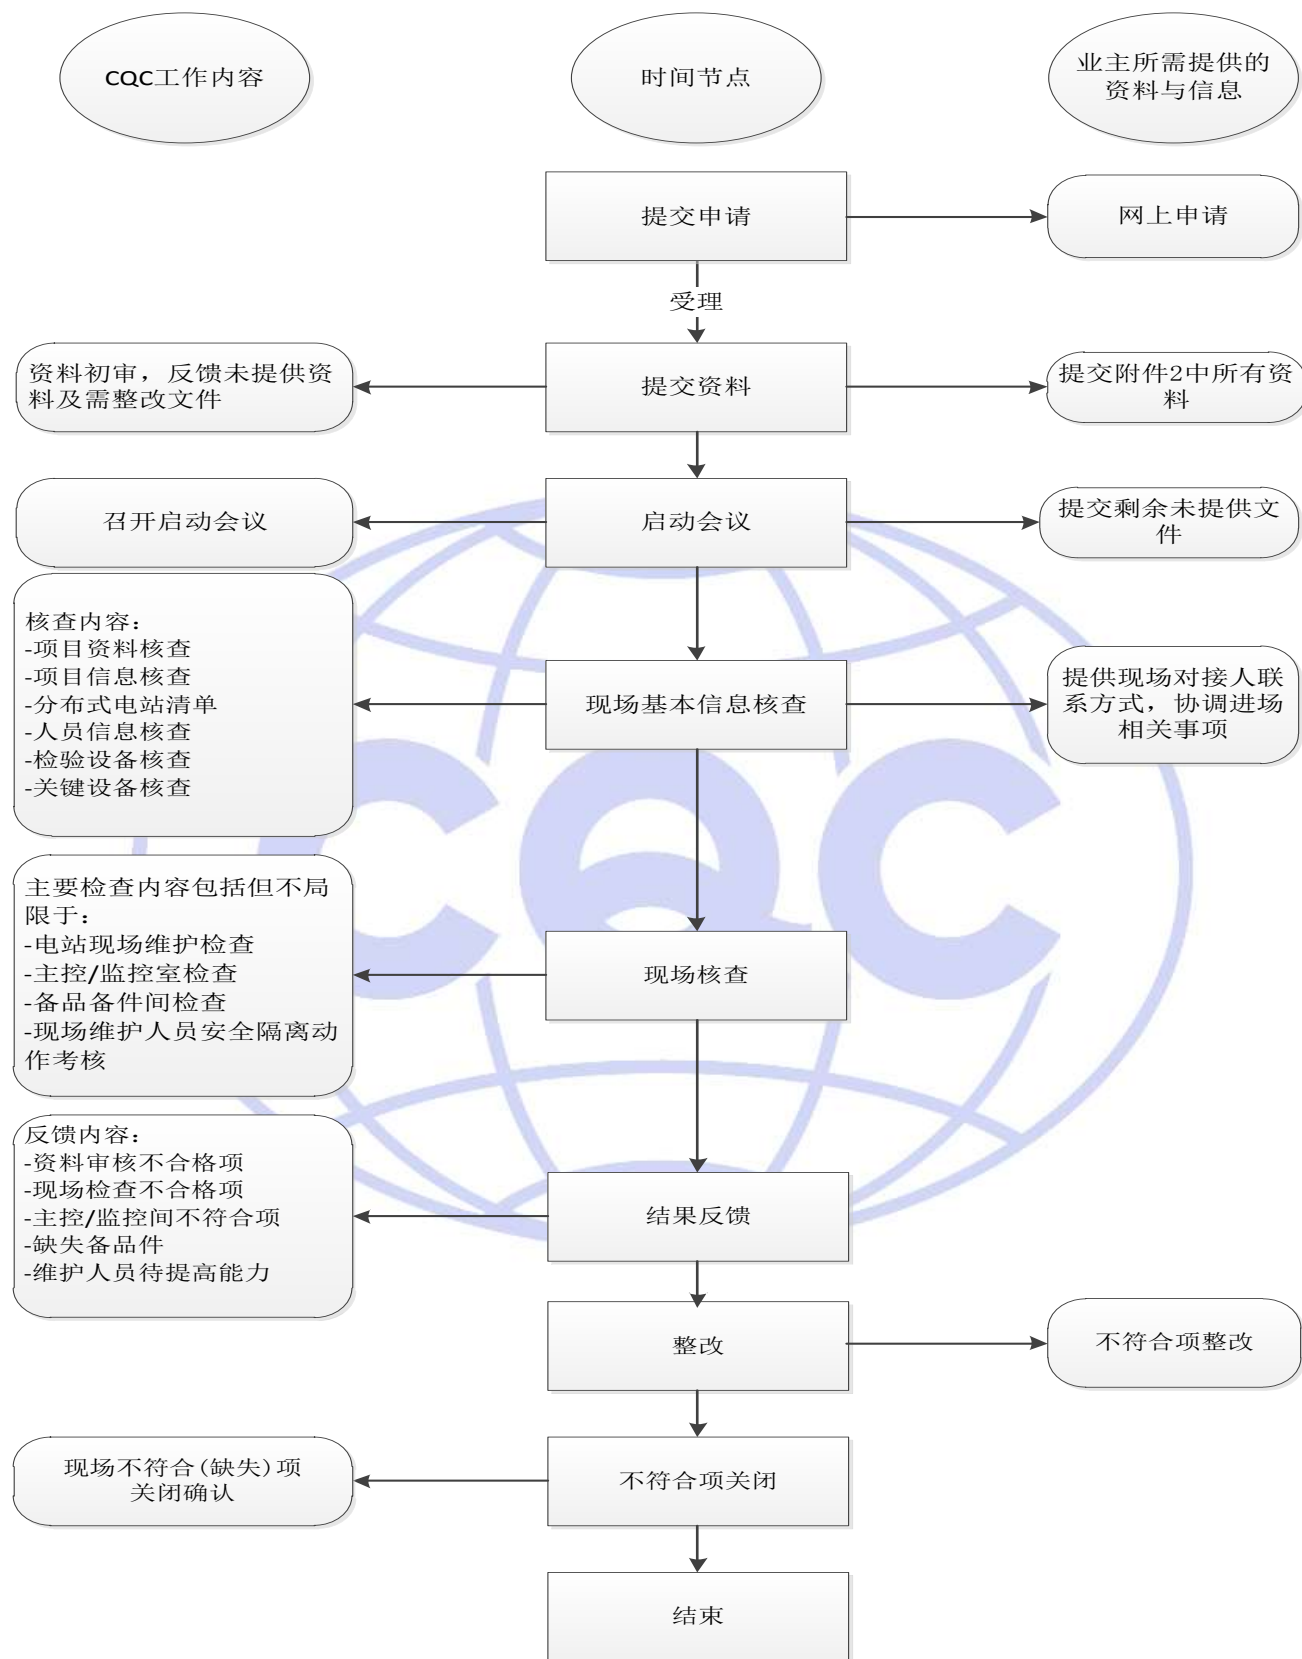 CQC工作内容
时间节点
业主所需提供的
资料与信息
提交申请
网上申请
受理
资料初审，反馈未提供资
料及需整改文件
提交资料
提交附件2中所有资
料
召开启动会议
启动会议
提交剩余未提供文
件
核查内容：
-项目资料核查
-项目信息核查
-分布式电站清单
-人员信息核查
-检验设备核查
-关键设备核查
现场基本信息核查
提供现场对接人联
系方式，协调进场
相关事项
主要检查内容包括但不局
限于：
-电站现场维护检查
-主控/监控室检查
-备品备件间检查
-现场维护人员安全隔离动
作考核
现场核查
反馈内容：
-资料审核不合格项
-现场检查不合格项
-主控/监控间不符合项
-缺失备品件
-维护人员待提高能力
结果反馈
整改
不符合项整改
现场不符合(缺失)项
关闭确认
不符合项关闭
结束
CQC